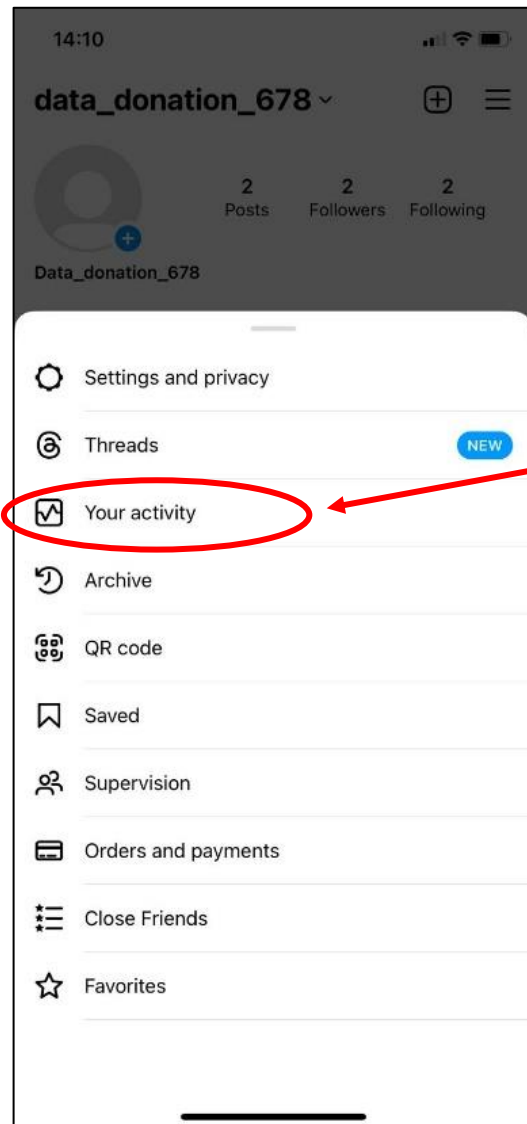 14:10
data_donation_678
2 2 2
Posts Followers Following
Data_donation_678
Settings and privacy
Threads NEW
Your activity
Archive
QR code
Saved
Supervision
Orders and payments
Close Friends
Favorites